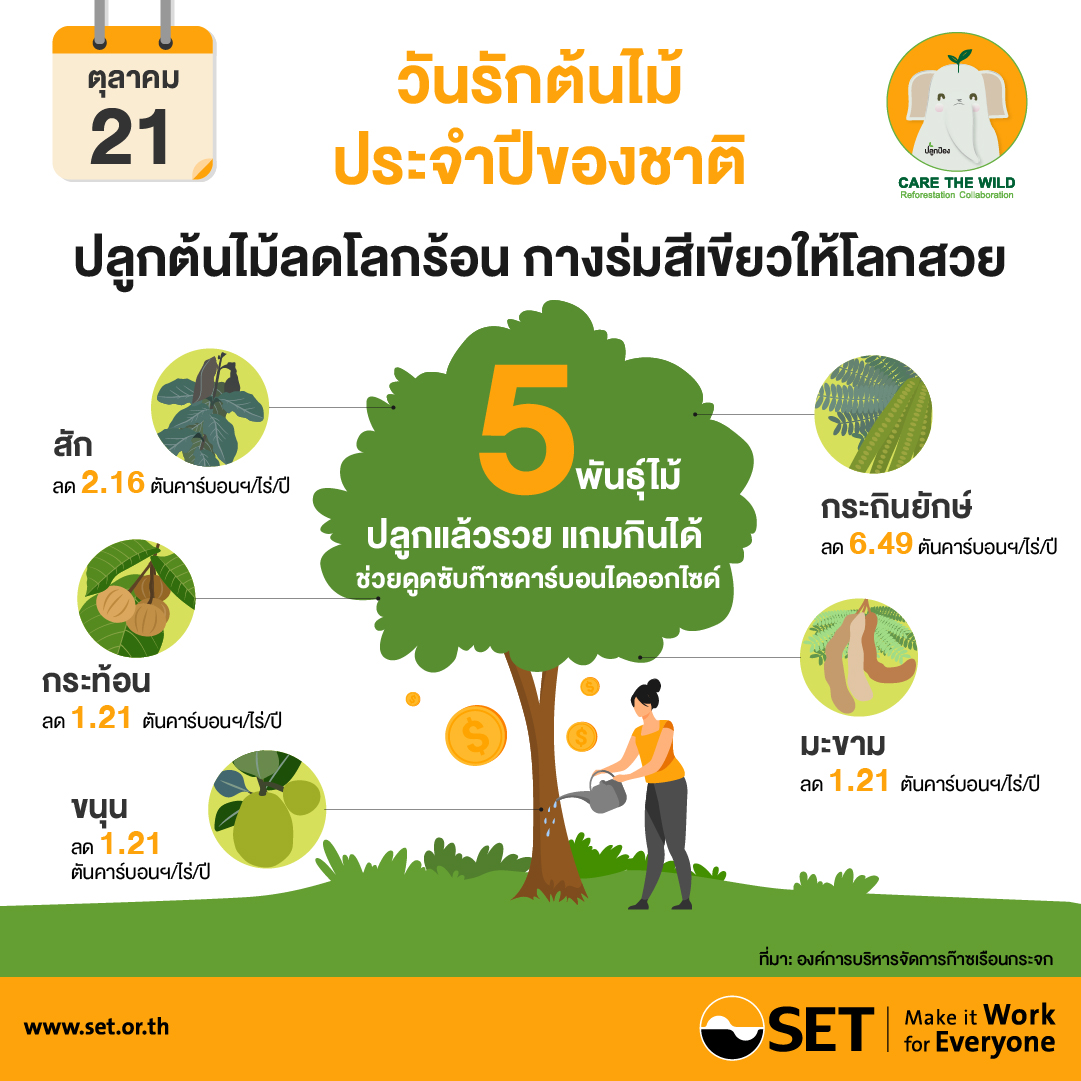 ตุลาคม
21
วันรักต้นไม้
ประจำปีของชาติ
ปลูกป้อง
CARE THE WILD
Reforestation Collaboration
ปลูกต้นไม้ลดโลกร้อน กางร่มสีเขียวให้โลกสวย
5 พันธุ์ไม้
ปลูกแล้วรวย แถมกินได้
ช่วยดูดซับก๊าซคาร์บอนไดออกไซด์
สัก
ลด 2.16 ตันคาร์บอนฯ/ไร่/ปี
กระท้อน
ลด 1.21 ตันคาร์บอนฯ/ไร่/ปี
ขนุน
ลด 1.21
ตันคาร์บอนฯ/ไร่/ปี
กระถินยักษ์
ลด 6.49 ตันคาร์บอนฯ/ไร่/ปี
มะขาม
ลด 1.21 ตันคาร์บอนฯ/ไร่/ปี
ที่มา: องค์การบริหารจัดการก๊าซเรือนกระจก
www.set.or.th
SET
Make it Work
for Everyone